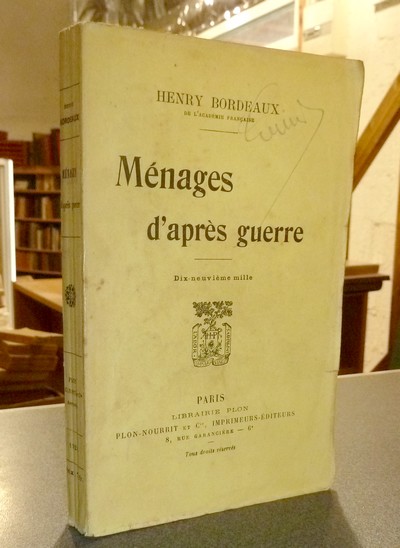 HENRY BORDEAUX
DE L'ACADÉMIE FRANÇAISE
Ménages
d'après guerre
Dix-neuvième mille
PARIS
LIBRAIRIE PLON
PLON-NOURRIT ET Cie, IMPRIMEURS-ÉDITEURS
8, RUE GARANCIÈRE — 6e
Tous droits réservés